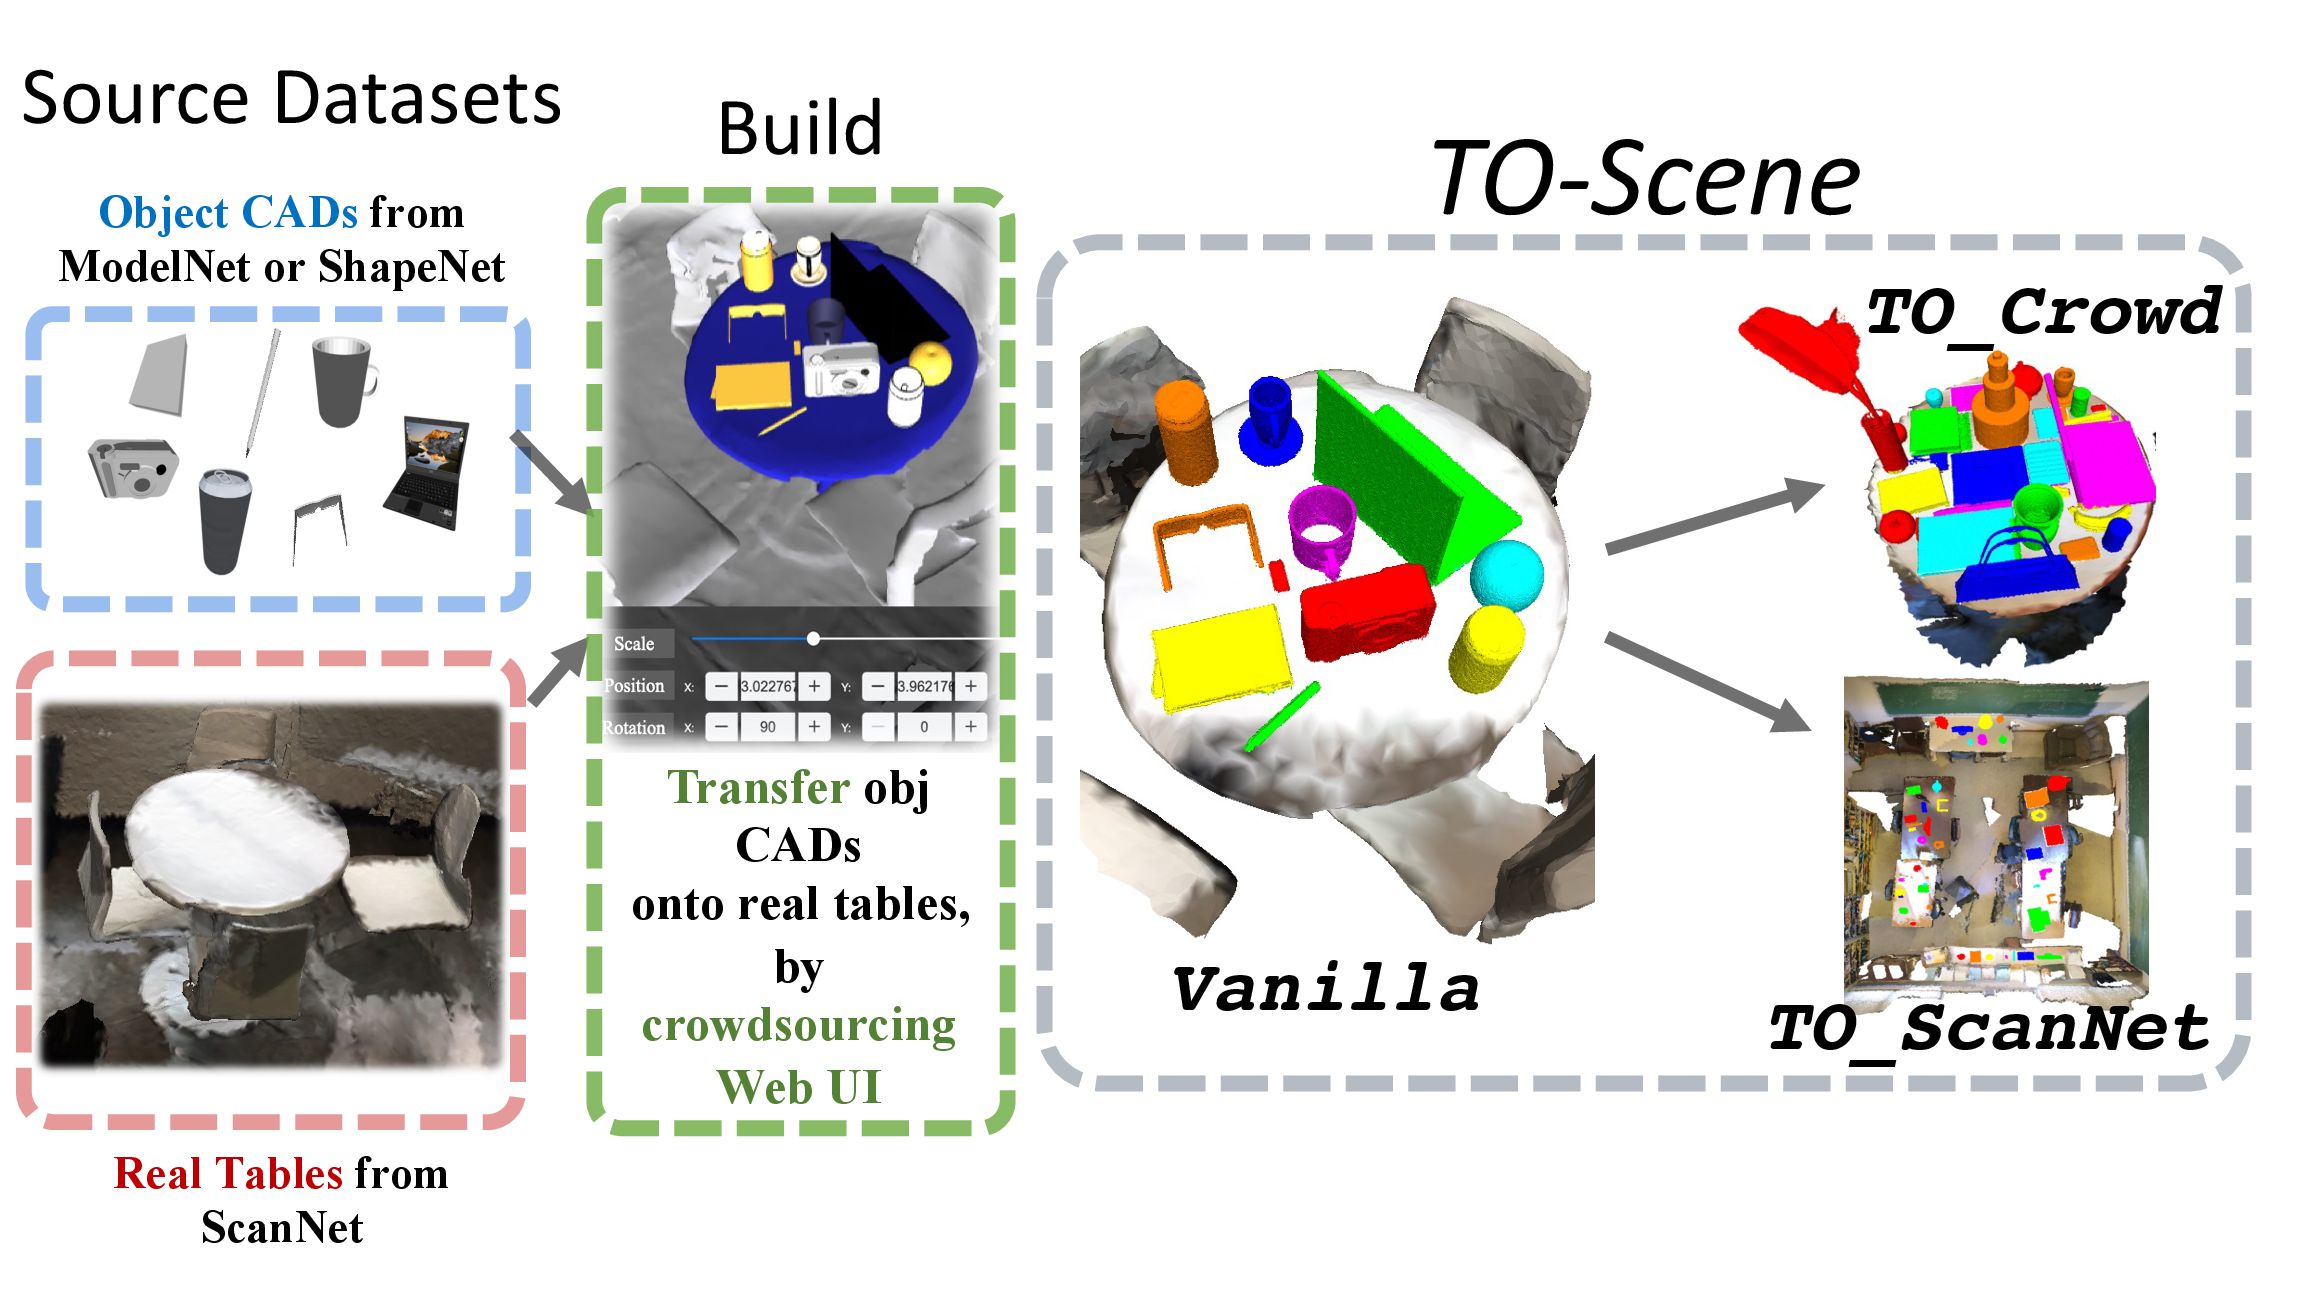 Source Datasets
Object CADs from
ModelNet or ShapeNet
Real Tables from
ScanNet
Build
Scale
Position X: − 3.022767 + Y: − 3.962176 +
Rotation X: − 90 + Y: − 0 +
Transfer obj
CADs
onto real tables,
by
crowdsourcing
Web UI
TO-Scene
Vanilla
TO_Crowd
TO_ScanNet